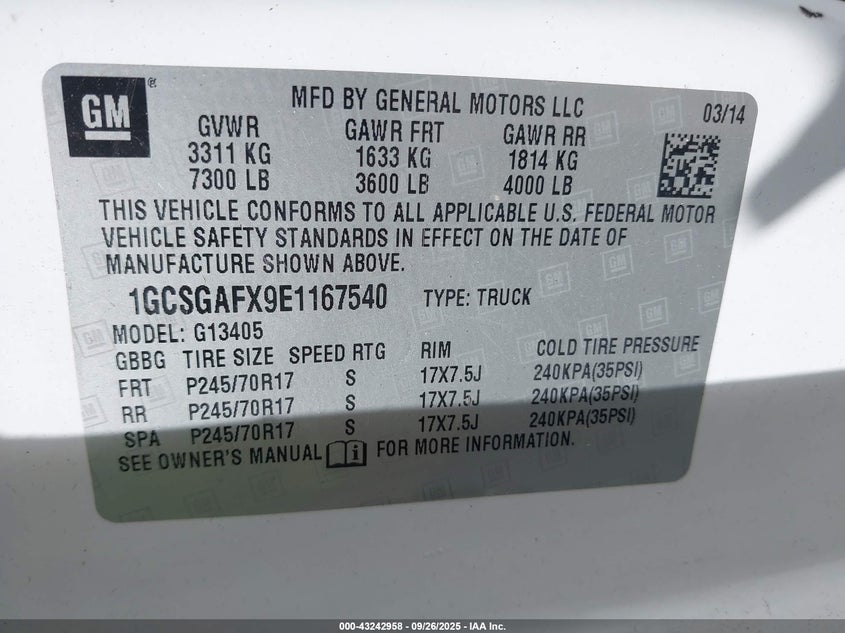 GM ®
MFD BY GENERAL MOTORS LLC
03/14
GVWR GAWR FRT GAWR RR
3311 KG 1633 KG 1814 KG
7300 LB 3600 LB 4000 LB
THIS VEHICLE CONFORMS TO ALL APPLICABLE U.S. FEDERAL MOTOR
VEHICLE SAFETY STANDARDS IN EFFECT ON THE DATE OF
MANUFACTURE SHOWN ABOVE.
1GCSGAFX9E1167540 TYPE: TRUCK
MODEL: G13405
GBBG TIRE SIZE SPEED RTG RIM COLD TIRE PRESSURE
FRT P245/70R17 S 17X7.5J 240KPA(35PSI)
RR P245/70R17 S 17X7.5J 240KPA(35PSI)
SPA P245/70R17 S 17X7.5J 240KPA(35PSI)
SEE OWNER'S MANUAL i FOR MORE INFORMATION.
000-43242958 - 09/26/2025 - IAA Inc.